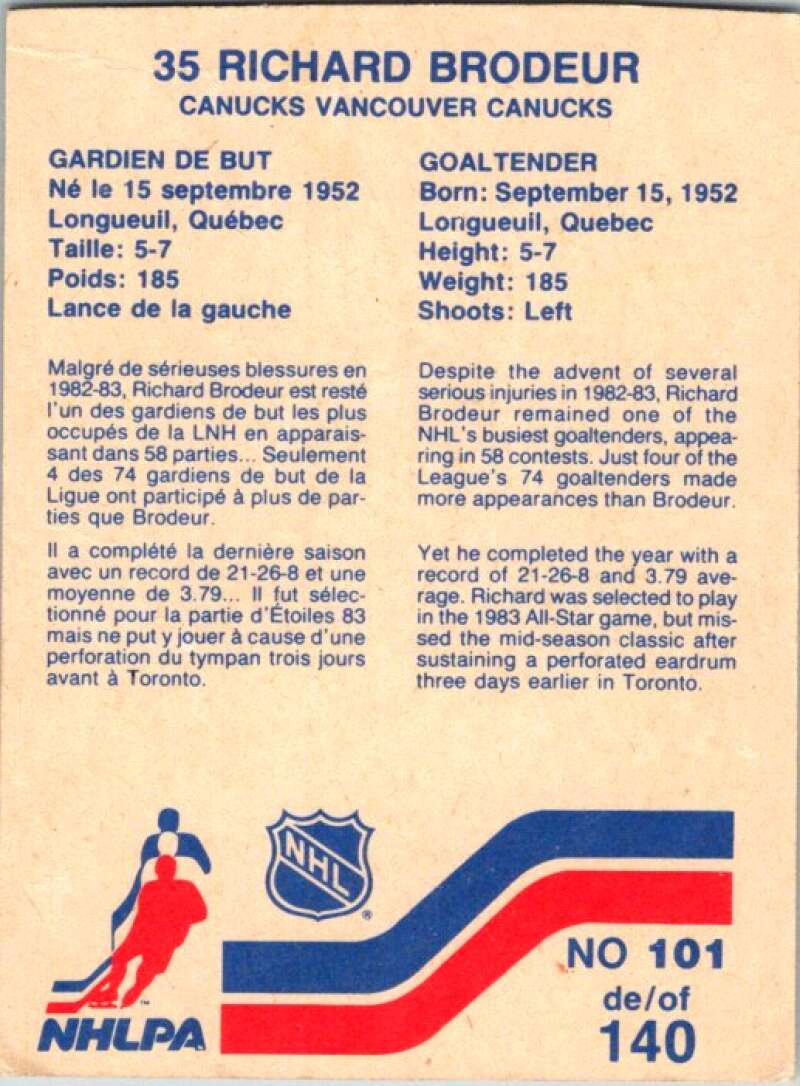 35 RICHARD BRODEUR
CANUCKS VANCOUVER CANUCKS
GARDIEN DE BUT
Né le 15 septembre 1952
Longueuil, Québec
Taille: 5-7
Poids: 185
Lance de la gauche
Malgré de sérieuses blessures en
1982-83, Richard Brodeur est resté
l'un des gardiens de but les plus
occupés de la LNH en apparais-
sant dans 58 parties... Seulement
4 des 74 gardiens de but de la
Ligue ont participé à plus de par-
ties que Brodeur.
Il a complété la dernière saison
avec un record de 21-26-8 et une
moyenne de 3.79... Il fut sélec-
tionné pour la partie d'Étoiles 83
mais ne put y jouer à cause d'une
perforation du tympan trois jours
avant à Toronto.
GOALTENDER
Born: September 15, 1952
Longueuil, Quebec
Height: 5-7
Weight: 185
Shoots: Left
Despite the advent of several
serious injuries in 1982-83, Richard
Brodeur remained one of the
NHL's busiest goaltenders, appea-
ring in 58 contests. Just four of the
League's 74 goaltenders made
more appearances than Brodeur.
Yet he completed the year with a
record of 21-26-8 and 3.79 ave-
rage. Richard was selected to play
in the 1983 All-Star game, but mis-
sed the mid-season classic after
sustaining a perforated eardrum
three days earlier in Toronto.
NHL
®
™
NHLPA
NO 101
de/of
140